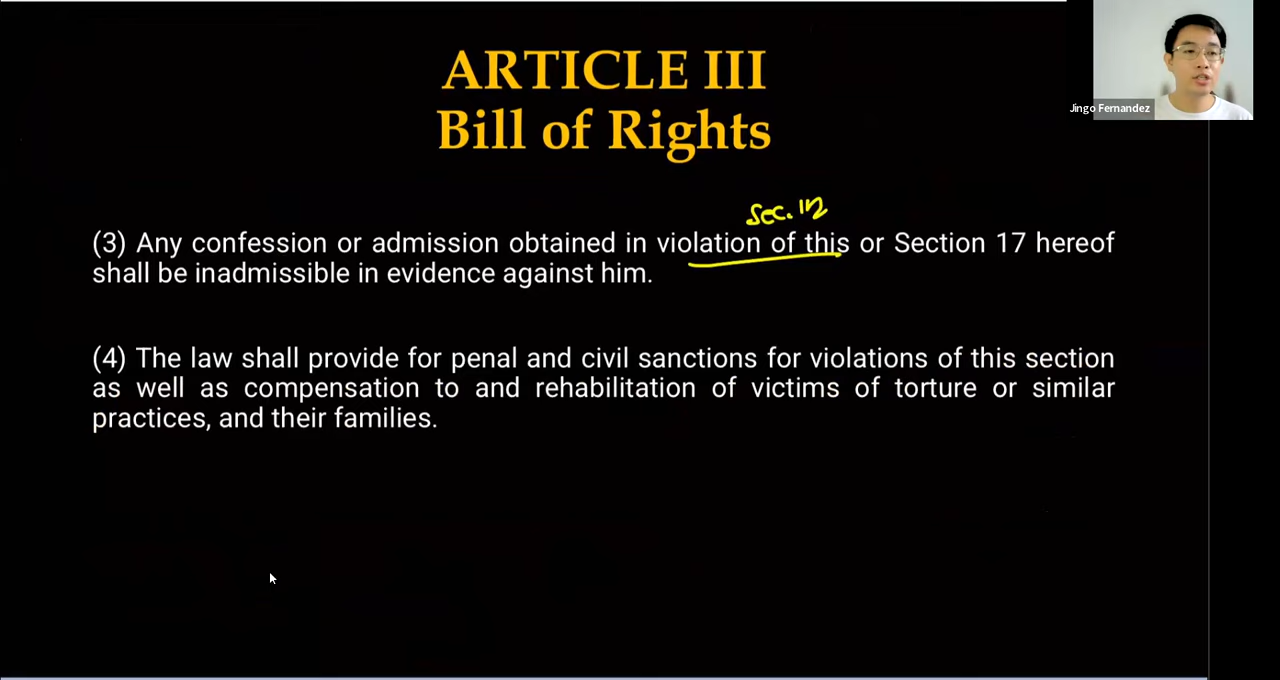 ARTICLE III
Bill of Rights
Jingo Fernandez
Sec. 12
(3) Any confession or admission obtained in violation of this or Section 17 hereof
shall be inadmissible in evidence against him.
(4) The law shall provide for penal and civil sanctions for violations of this section
as well as compensation to and rehabilitation of victims of torture or similar
practices, and their families.